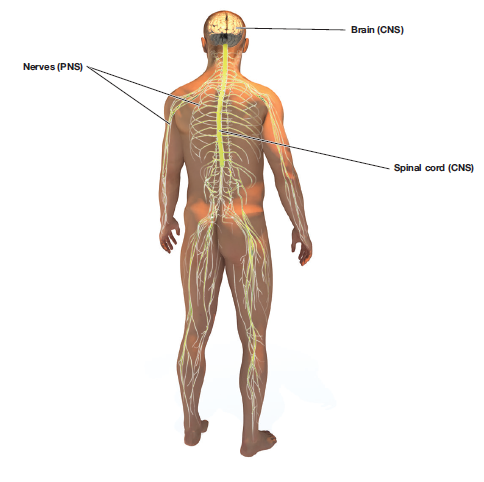 Brain (CNS)
Nerves (PNS)
Spinal cord (CNS)